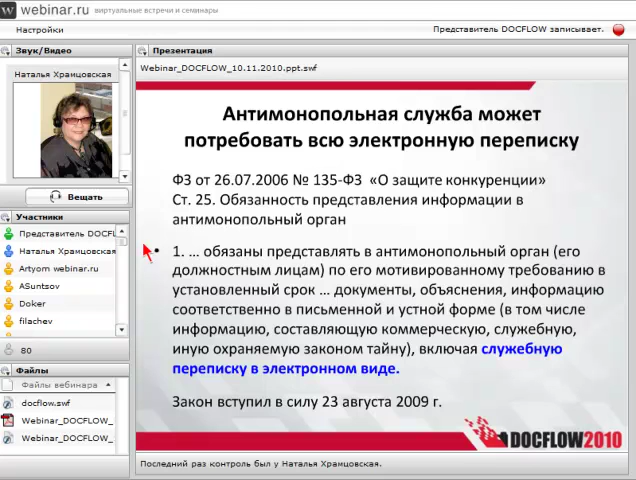 webinar.ru виртуальные встречи и семинары
Настройки
Представитель DOCFLOW записывает.
Звук/Видео
Наталья Храмцовская
Вещать
Участники
Представитель DOCFL
Наталья Храмцовская
Artyom webinar.ru
ASuntsov
Doker
filachev
80
Файлы
Файлы вебинара
docflow.swf
Webinar_DOCFLOW_
Webinar_DOCFLOW_
Презентация
Webinar_DOCFLOW_10.11.2010.ppt.swf
Антимонопольная служба может
потребовать всю электронную переписку
ФЗ от 26.07.2006 № 135-ФЗ «О защите конкуренции»
Ст. 25. Обязанность представления информации в
антимонопольный орган
• 1. … обязаны представлять в антимонопольный орган (его
должностным лицам) по его мотивированному требованию в
установленный срок … документы, объяснения, информацию
соответственно в письменной и устной форме (в том числе
информацию, составляющую коммерческую, служебную,
иную охраняемую законом тайну), включая служебную
переписку в электронном виде.
Закон вступил в силу 23 августа 2009 г.
DOCFLOW2010
Последний раз контроль был у Наталья Храмцовская.